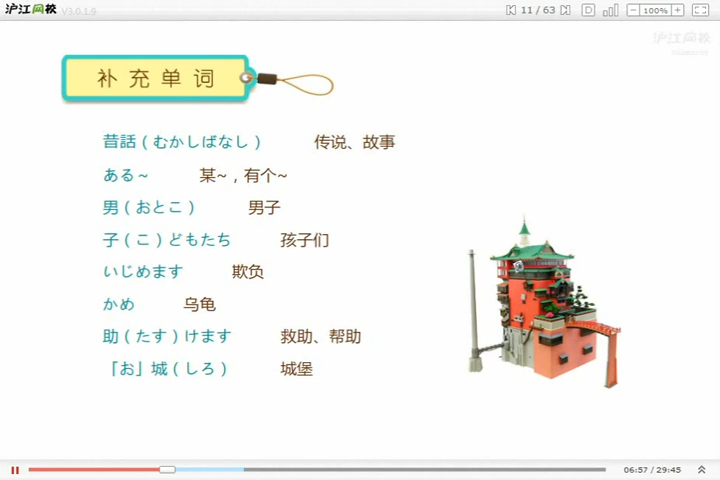 沪江网校 V3.0.1.9
11 / 63
100%
沪江网校
补充单词
昔話（むかしばなし） 传说、故事
ある～ 某~，有个~
男（おとこ） 男子
子（こ）どもたち 孩子们
いじめます 欺负
かめ 乌龟
助（たす）けます 救助、帮助
「お」城（しろ） 城堡
06:57 / 29:45